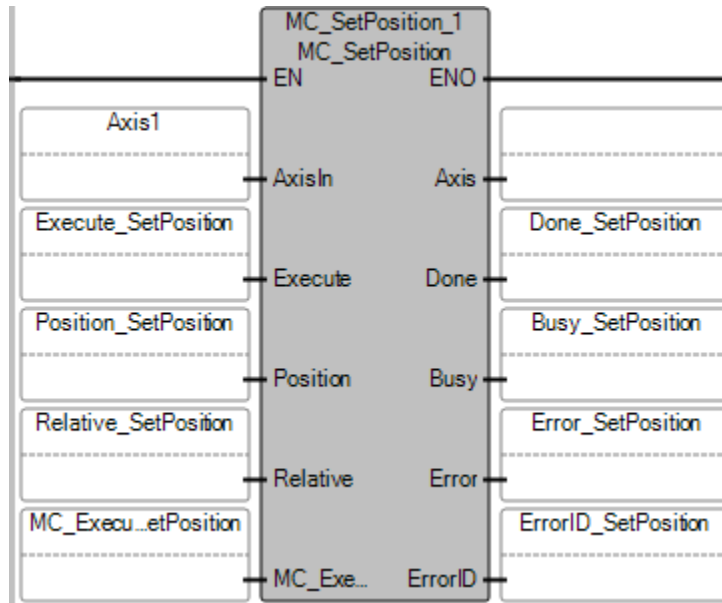 MC_SetPosition_1
MC_SetPosition
EN ENO
Axis1
AxisIn Axis
Execute_SetPosition Done_SetPosition
Execute Done
Position_SetPosition Busy_SetPosition
Position Busy
Relative_SetPosition Error_SetPosition
Relative Error
MC_Execu...etPosition ErrorID_SetPosition
MC_Exe... ErrorID